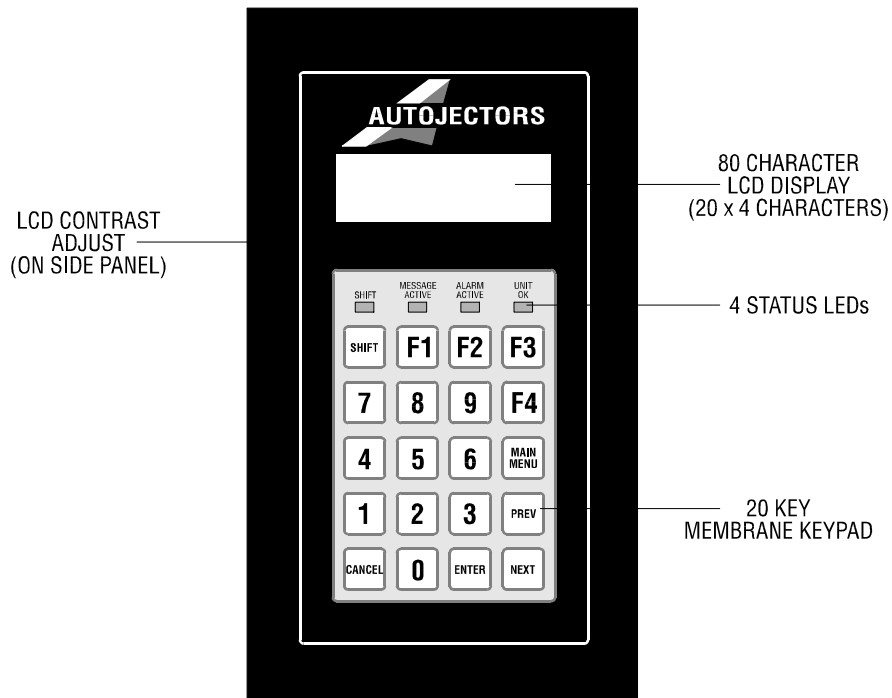 AUTOJECTORS
80 CHARACTER
LCD DISPLAY
(20 x 4 CHARACTERS)
LCD CONTRAST
ADJUST
(ON SIDE PANEL)
SHIFT
MESSAGE
ACTIVE
ALARM
ACTIVE
UNIT
OK
4 STATUS LEDs
SHIFT
F1
F2
F3
7
8
9
F4
4
5
6
MAIN
MENU
1
2
3
PREV
20 KEY
MEMBRANE KEYPAD
CANCEL
0
ENTER
NEXT